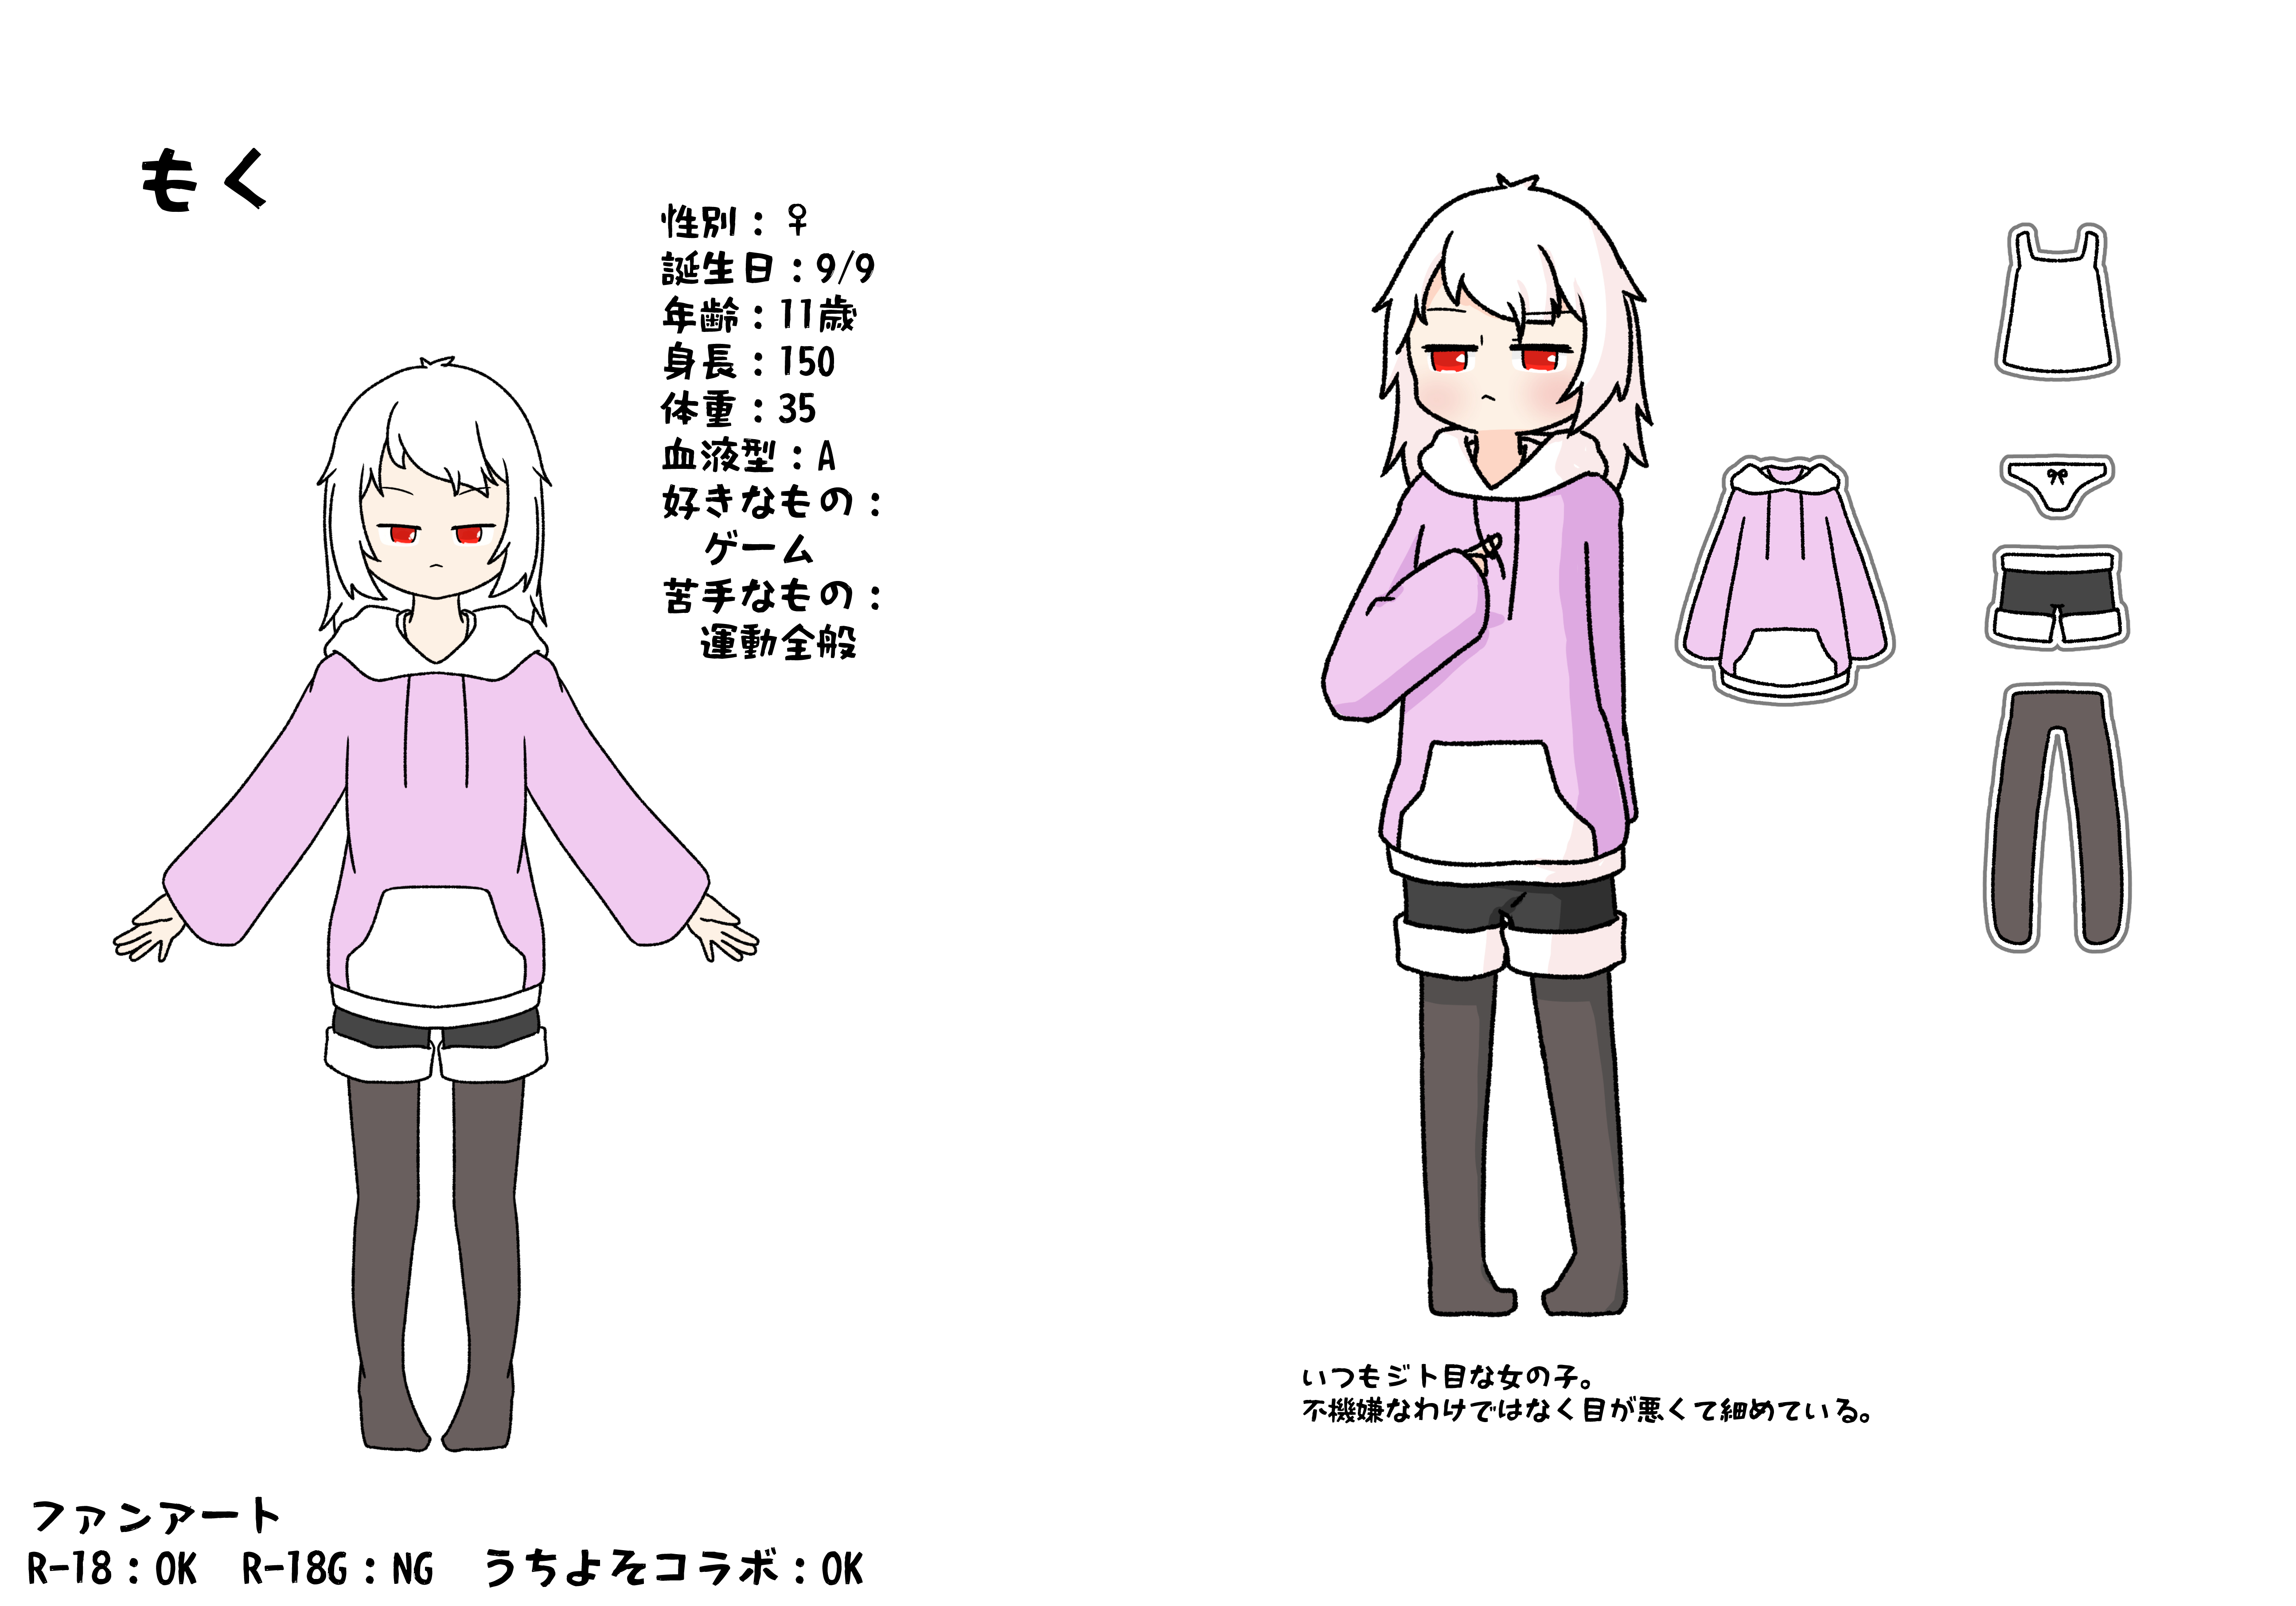 もく
性別：♀
誕生日：9/9
年齢：11歳
身長：150
体重：35
血液型：A
好きなもの：
ゲーム
苦手なもの：
運動全般
いつもジト目な女の子。
不機嫌なわけではなく目が悪くて細めている。
ファンアート
R-18：OK　R-18G：NG　うちよそコラボ：OK